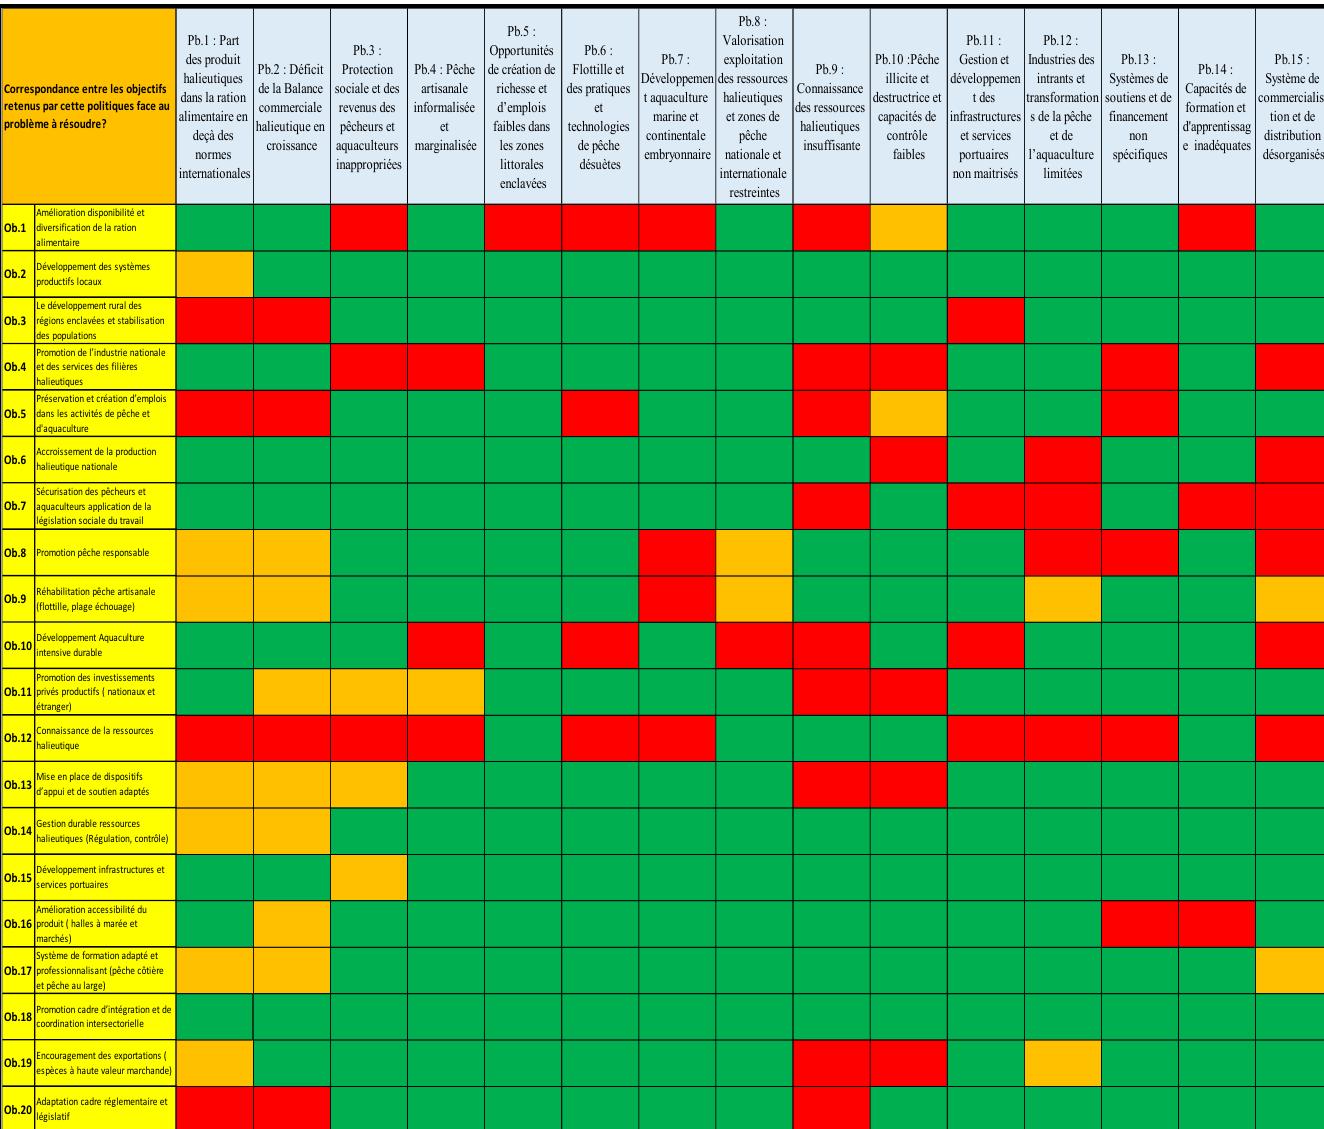 Correspondance entre les objectifs
retenus par cette politiques face au
problème à résoudre?
Pb.1 : Part
des produit
halieutiques
dans la ration
alimentaire en
deçà des
normes
internationales
Pb.2 : Déficit
de la Balance
commerciale
halieutique en
croissance
Pb.3 :
Protection
sociale et des
revenus des
pêcheurs et
aquaculteurs
inappropriées
Pb.4 : Pêche
artisanale
informalisée
et
marginalisée
Pb.5 :
Opportunités
de création de
richesse et
d'emplois
faibles dans
les zones
littorales
enclavées
Pb.6 :
Flottille et
des pratiques
et
technologies
de pêche
désuètes
Pb.7 :
Développemen
t aquaculture
marine et
continentale
embryonnaire
Pb.8 :
Valorisation
exploitation
des ressources
halieutiques
et zones de
pêche
nationale et
internationale
restreintes
Pb.9 :
Connaissance
des ressources
halieutiques
insuffisante
Pb.10 :Pêche
illicite et
destructrice et
capacités de
contrôle
faibles
Pb.11 :
Gestion et
développemen
t des
infrastructures
et services
portuaires
non maitrisés
Pb.12 :
Industries des
intrants et
transformation
s de la pêche
et de
l'aquaculture
limitées
Pb.13 :
Systèmes de
soutiens et de
financement
non
spécifiques
Pb.14 :
Capacités de
formation et
d'apprentissag
e inadéquates
Pb.15 :
Système de
commercialis
tion et de
distribution
désorganisés
Ob.1
Amélioration disponibilité et
diversification de la ration
alimentaire
Ob.2
Développement des systèmes
productifs locaux
Ob.3
Le développement rural des
régions enclavées et stabilisation
des populations
Ob.4
Promotion de l'industrie nationale
et des services des filières
halieutiques
Ob.5
Préservation et création d'emplois
dans les activités de pêche et
d'aquaculture
Ob.6
Accroissement de la production
halieutique nationale
Ob.7
Sécurisation des pêcheurs et
aquaculteurs application de la
législation sociale du travail
Ob.8
Promotion pêche responsable
Ob.9
Réhabilitation pêche artisanale
(flottille, plage échouage)
Ob.10
Développement Aquaculture
intensive durable
Ob.11
Promotion des investissements
privés productifs ( nationaux et
étranger)
Ob.12
Connaissance de la ressources
halieutique
Ob.13
Mise en place de dispositifs
d'appui et de soutien adaptés
Ob.14
Gestion durable ressources
halieutiques (Régulation, contrôle)
Ob.15
Développement infrastructures et
services portuaires
Ob.16
Amélioration accessibilité du
produit ( halles à marée et
marchés)
Ob.17
Système de formation adapté et
professionnalisant (pêche côtière
et pêche au large)
Ob.18
Promotion cadre d'intégration et de
coordination intersectorielle
Ob.19
Encouragement des exportations (
espèces à haute valeur marchande)
Ob.20
Adaptation cadre réglementaire et
législatif